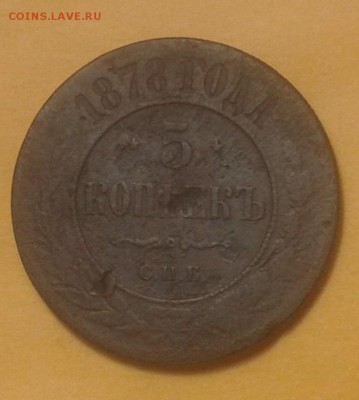 COINS.LAVE.RU
1878 ГОДА
5
КОПѢЕКЪ
С.П.Б.